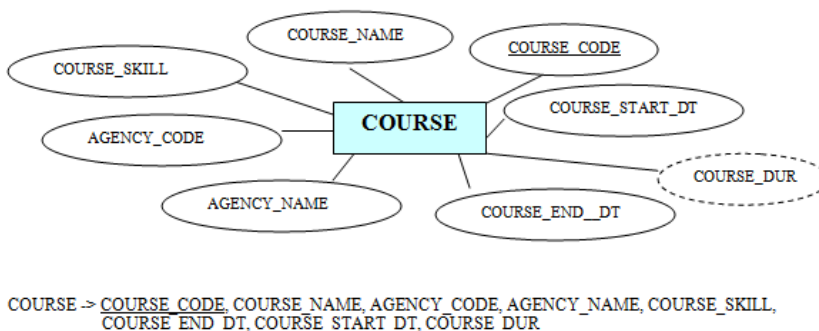 COURSE_NAME
COURSE_CODE
COURSE_SKILL
COURSE_START_DT
COURSE
AGENCY_CODE
COURSE_DUR
AGENCY_NAME
COURSE_END__DT
COURSE -> COURSE_CODE, COURSE_NAME, AGENCY_CODE, AGENCY_NAME, COURSE_SKILL,
COURSE_END_DT, COURSE_START_DT, COURSE_DUR